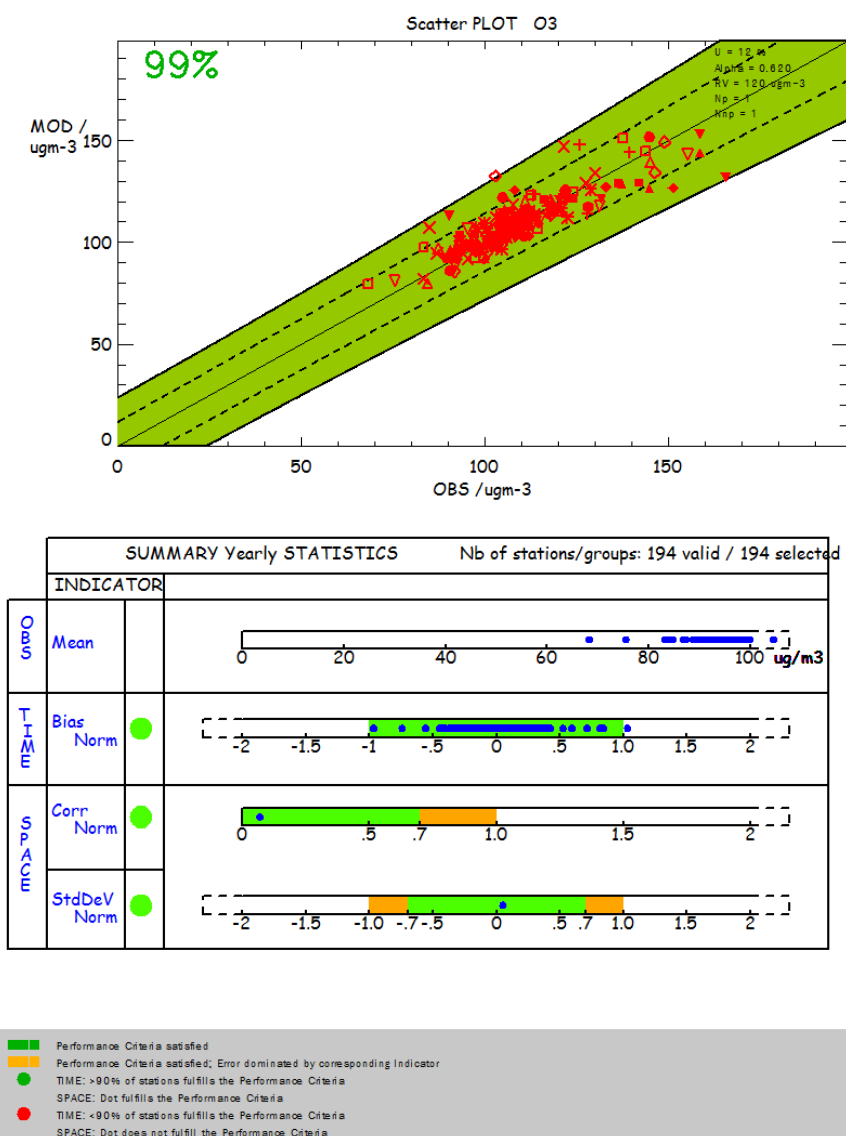 Scatter PLOT O3
99%
U = 12 %
Alpha = 0.620
RV = 120 ugm-3
Np = 1
Nnp = 1
MOD /
ugm-3
150
100
50
0
0 50 100 150
OBS /ugm-3
SUMMARY Yearly STATISTICS Nb of stations/groups: 194 valid / 194 selected
INDICATOR
OBS
Mean
0 20 40 60 80 100 ug/m3
TIME
Bias
Norm
-2 -1.5 -1 -.5 0 .5 1.0 1.5 2
SPACE
Corr
Norm
0 .5 .7 1.0 1.5 2
StdDeV
Norm
-2 -1.5 -1.0 -.7 -.5 0 .5 .7 1.0 1.5 2
Performance Criteria satisfied
Performance Criteria satisfied; Error dominated by corresponding Indicator
TIME: >90% of stations fulfills the Performance Criteria
SPACE: Dot fulfills the Performance Criteria
TIME: <90% of stations fulfills the Performance Criteria
SPACE: Dot does not fulfill the Performance Criteria